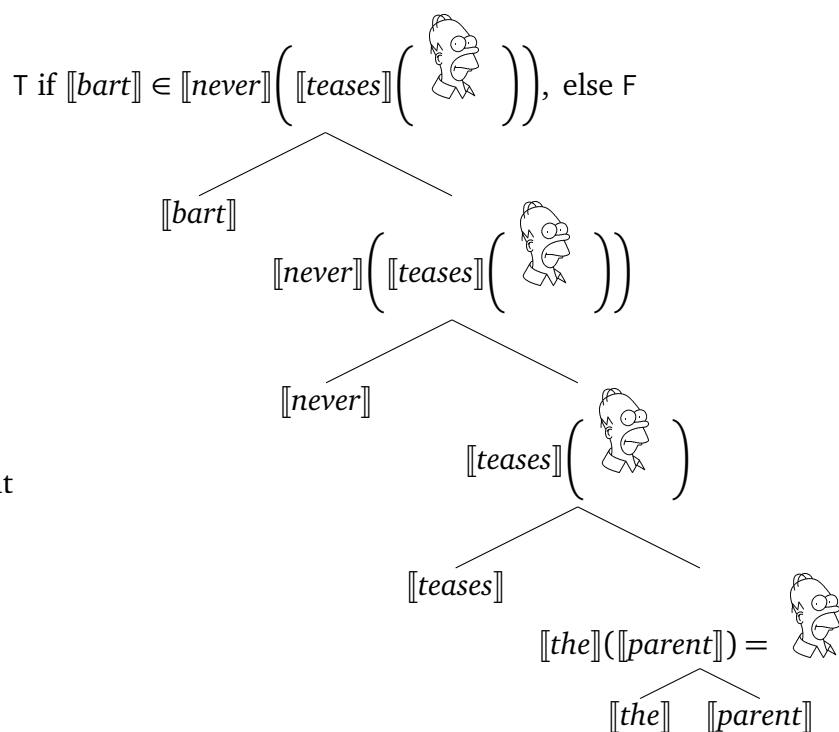 T if ⟦bart⟧ ∈ ⟦never⟧(⟦teases⟧( )), else F
⟦bart⟧
⟦never⟧(⟦teases⟧( ))
⟦never⟧
⟦teases⟧( )
t
⟦teases⟧
⟦the⟧(⟦parent⟧) =
⟦the⟧ ⟦parent⟧